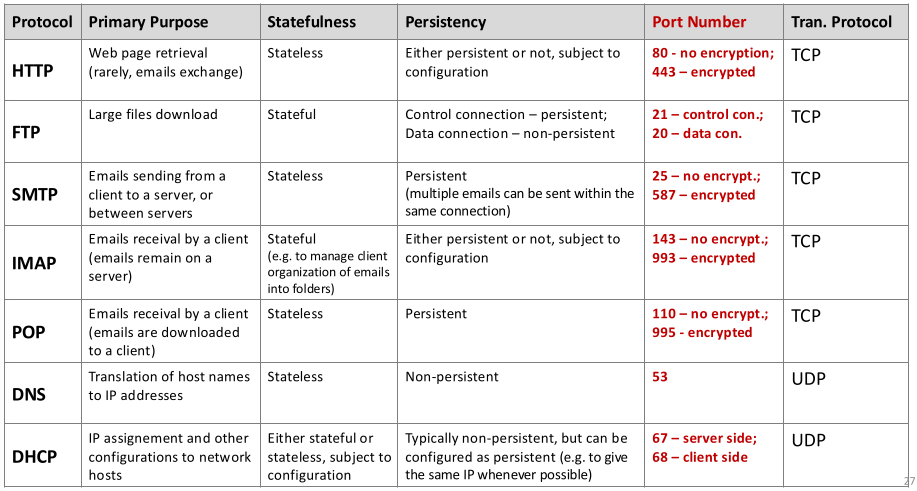 Protocol Primary Purpose Statefulness Persistency Port Number Tran. Protocol
HTTP
Web page retrieval
(rarely, emails exchange)
Stateless
Either persistent or not, subject to
configuration
80 - no encryption;
443 – encrypted
TCP
FTP
Large files download
Stateful
Control connection – persistent;
Data connection – non-persistent
21 – control con.;
20 – data con.
TCP
SMTP
Emails sending from a
client to a server, or
between servers
Stateless
Persistent
(multiple emails can be sent within the
same connection)
25 – no encrypt.;
587 – encrypted
TCP
IMAP
Emails receival by a client
(emails remain on a
server)
Stateful
(e.g. to manage client
organization of emails
into folders)
Either persistent or not, subject to
configuration
143 – no encrypt.;
993 – encrypted
TCP
POP
Emails receival by a client
(emails are downloaded
to a client)
Stateless
Persistent
110 – no encrypt.;
995 - encrypted
TCP
DNS
Translation of host names
to IP addresses
Stateless
Non-persistent
53
UDP
DHCP
IP assignement and other
configurations to network
hosts
Either stateful or
stateless, subject to
configuration
Typically non-persistent, but can be
configured as persistent (e.g. to give
the same IP whenever possible)
67 – server side;
68 – client side
UDP
27